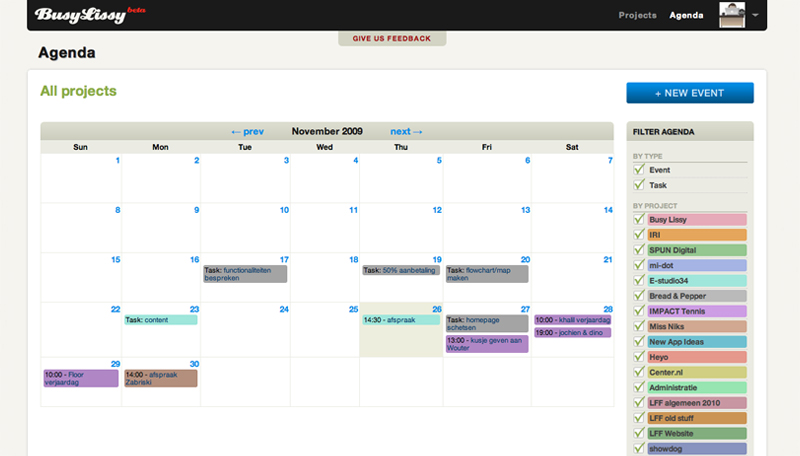 BusyLissy beta
Projects Agenda
GIVE US FEEDBACK
Agenda
All projects
+ NEW EVENT
← prev November 2009 next →
Sun Mon Tue Wed Thu Fri Sat
1 2 3 4 5 6 7
8 9 10 11 12 13 14
15 16 17 18 19 20 21
Task: functionaliteiten
bespreken
Task: 50% aanbetaling
Task: flowchart/map
maken
22 23 24 25 26 27 28
Task: content
14:30 - afspraak
Task: homepage
schetsen
13:00 - kusje geven aan
Wouter
10:00 - khalil verjaardag
19:00 - jochien & dino
29 30
10:00 - Floor
verjaardag
14:00 - afspraak
Zabriski
FILTER AGENDA
BY TYPE
Event
Task
BY PROJECT
Busy Lissy
IRI
SPUN Digital
mi-dot
E-studio34
Bread & Pepper
IMPACT Tennis
Miss Niks
New App Ideas
Heyo
Center.nl
Administratie
LFF algemeen 2010
LFF old stuff
LFF Website
showdog